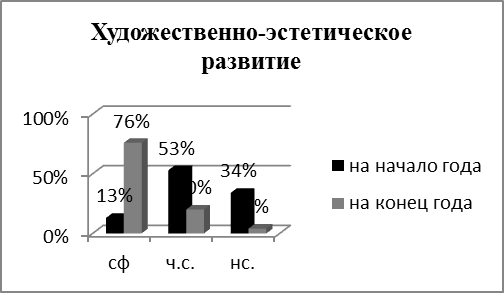 Художественно-эстетическое
развитие
100%
50%
0%
13%
76%
53%
34%
сф
ч.с.
нс.
на начало года
на конец года